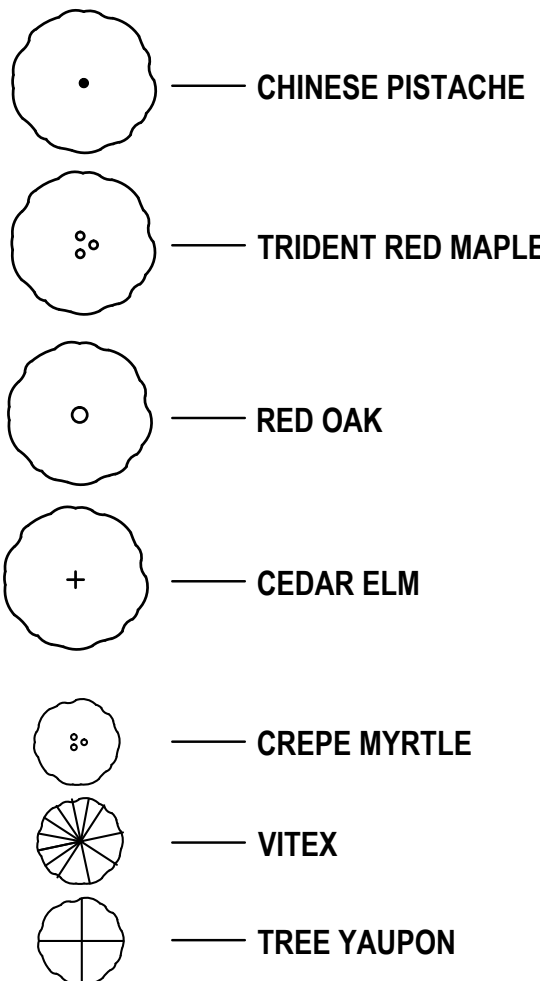 CHINESE PISTACHE
TRIDENT RED MAPLE
RED OAK
CEDAR ELM
CREPE MYRTLE
VITEX
TREE YAUPON